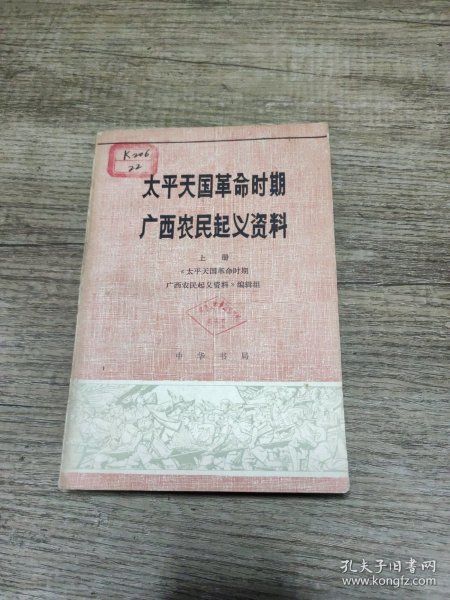 K206
22
太平天国革命时期
广西农民起义资料
上册
《太平天国革命时期
广西农民起义资料》编辑组
中华书局
孔夫子旧书网
www.kongfz.com